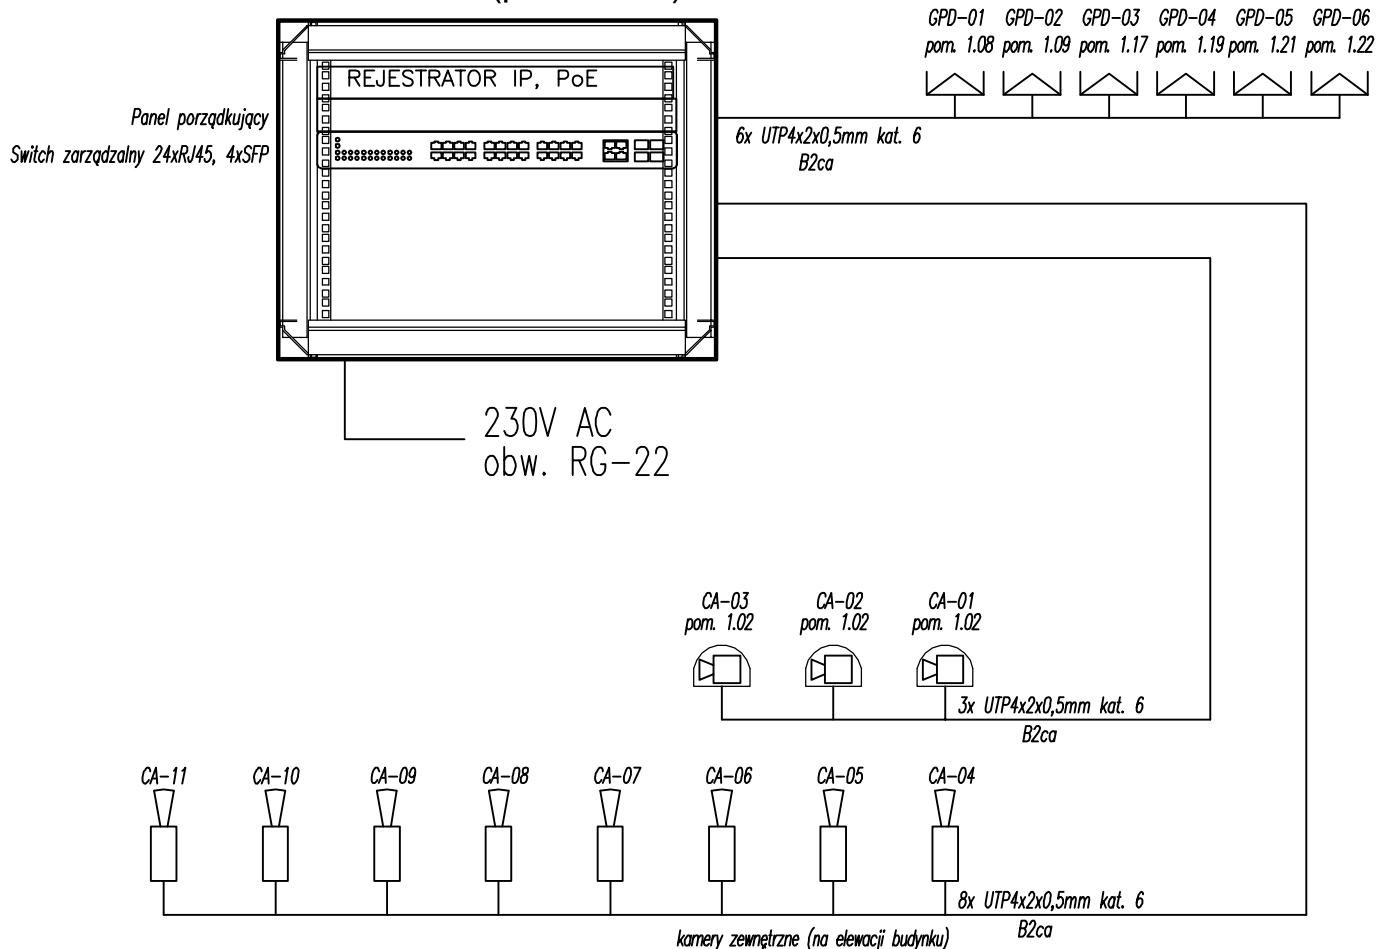 GPD-01 GPD-02 GPD-03 GPD-04 GPD-05 GPD-06
pom. 1.08 pom. 1.09 pom. 1.17 pom. 1.19 pom. 1.21 pom. 1.22
REJESTRATOR IP, PoE
Panel porządkujący
Switch zarządzalny 24xRJ45, 4xSFP
6x UTP4x2x0,5mm kat. 6
B2ca
230V AC
obw. RG-22
CA-03 CA-02 CA-01
pom. 1.02 pom. 1.02 pom. 1.02
3x UTP4x2x0,5mm kat. 6
B2ca
CA-11 CA-10 CA-09 CA-08 CA-07 CA-06 CA-05 CA-04
8x UTP4x2x0,5mm kat. 6
B2ca
kamery zewnętrzne (na elewacji budynku)